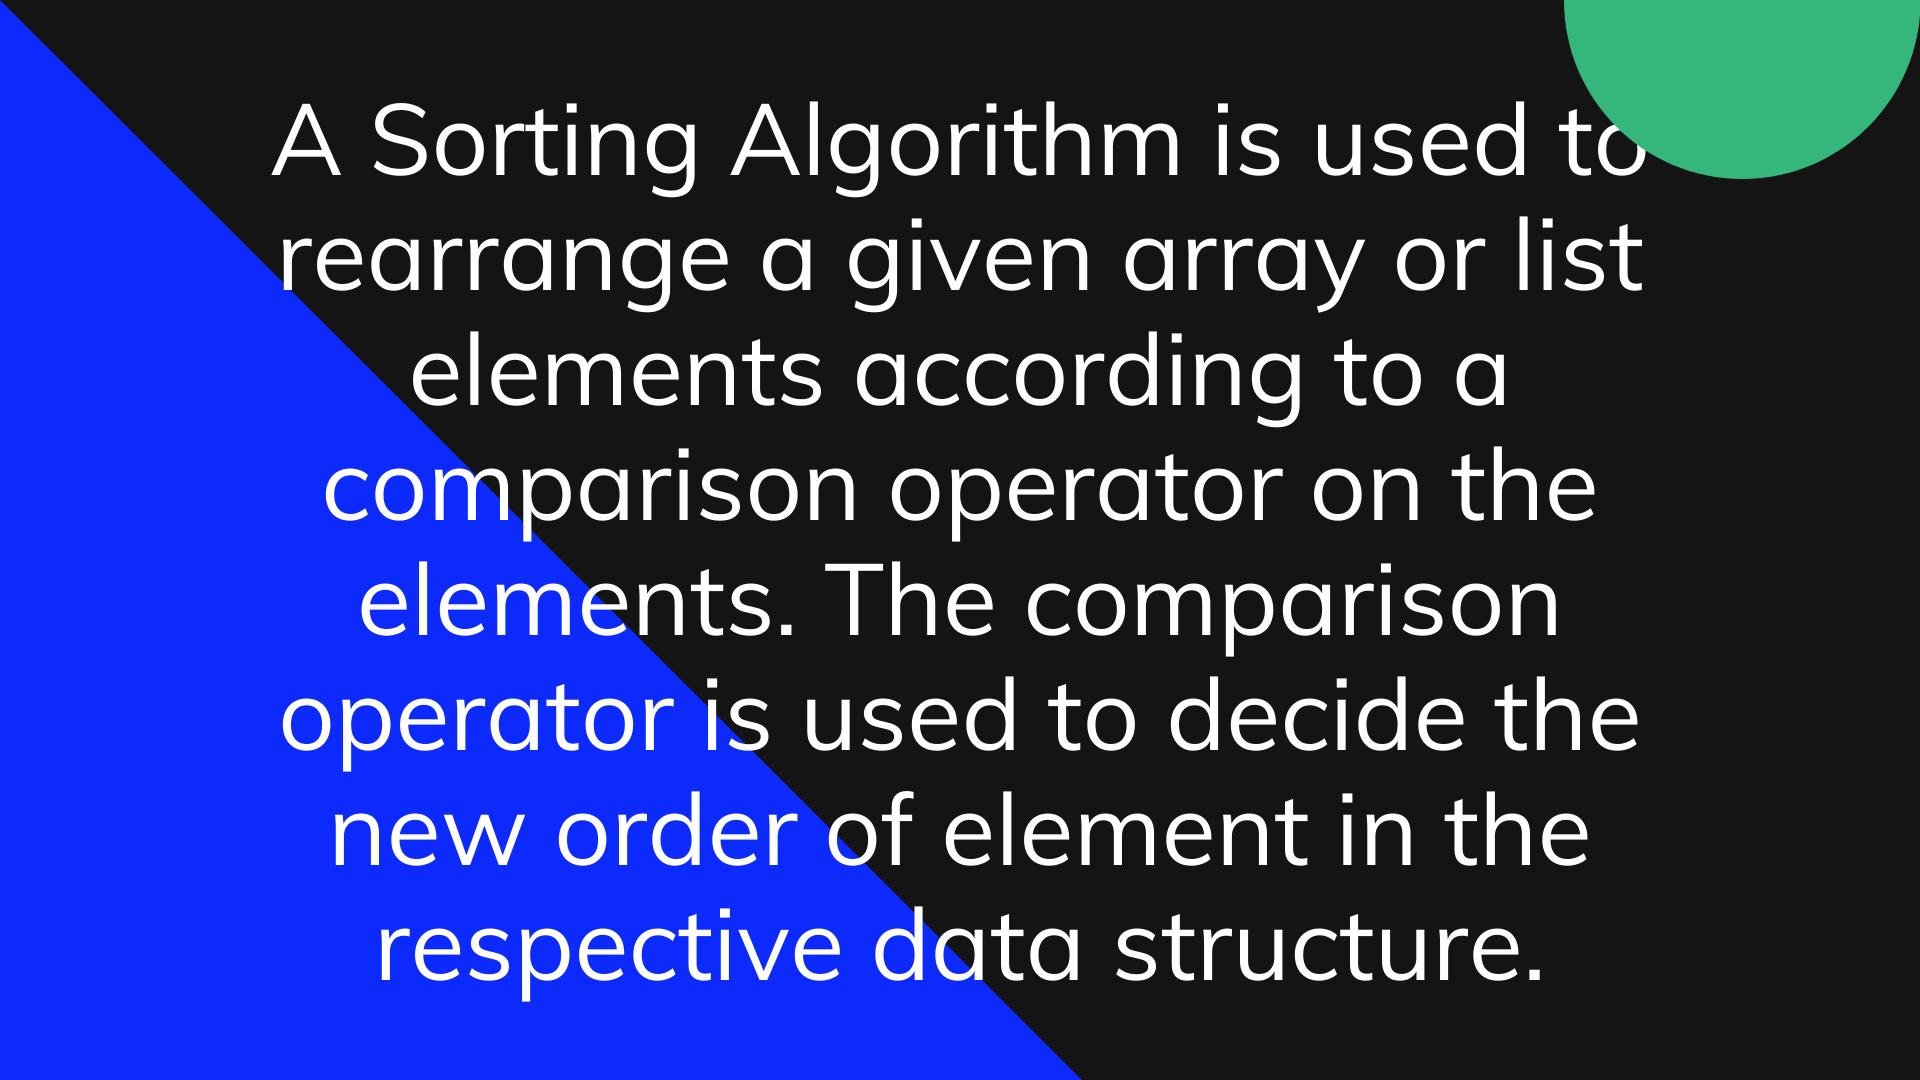 A Sorting Algorithm is used to
rearrange a given array or list
elements according to a
comparison operator on the
elements. The comparison
operator is used to decide the
new order of element in the
respective data structure.